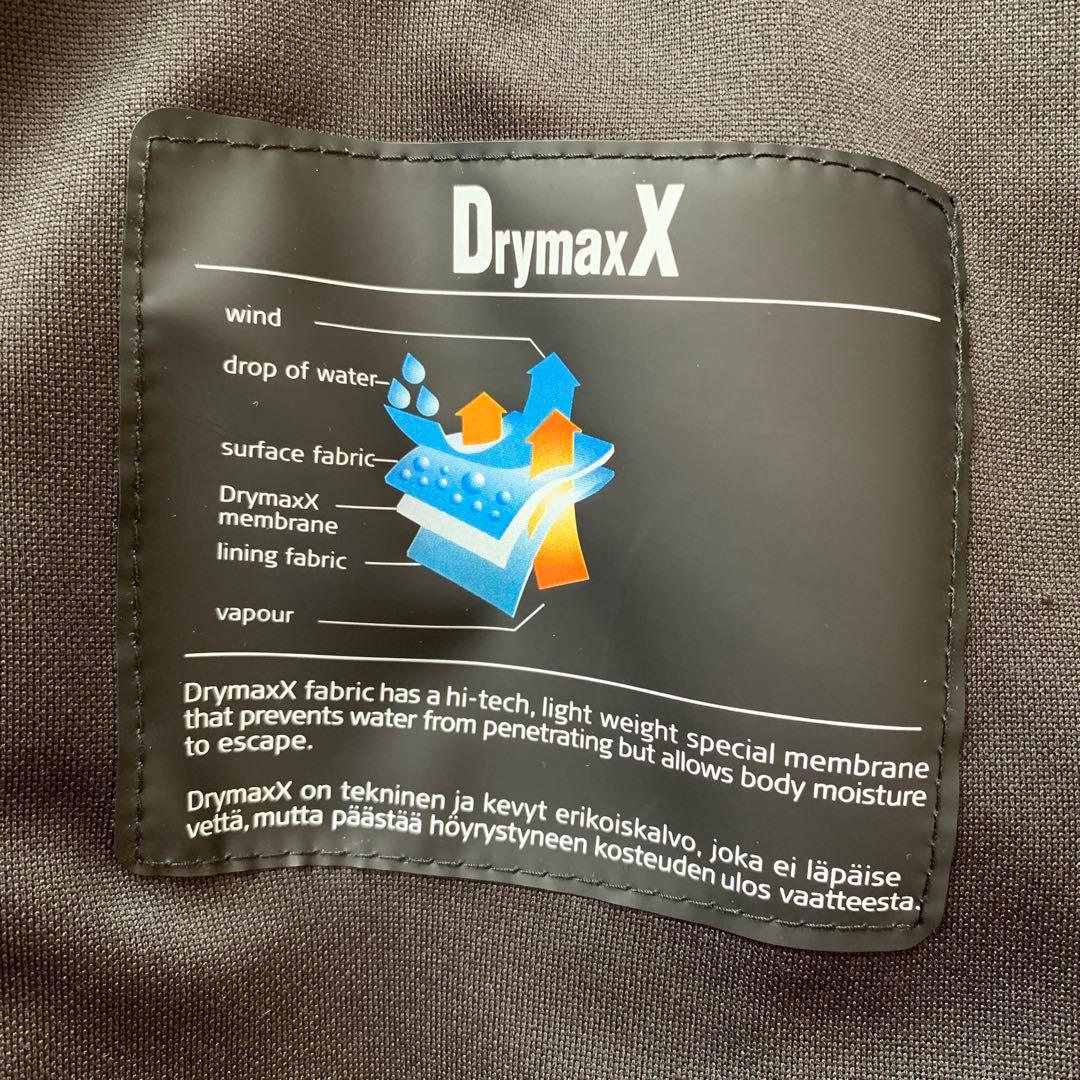 DrymaxX
wind
drop of water
surface fabric
DrymaxX
membrane
lining fabric
vapour
DrymaxX fabric has a hi-tech, light weight special membrane
that prevents water from penetrating but allows body moisture
to escape.
DrymaxX on tekninen ja kevyt erikoiskalvo, joka ei läpäise
vettä, mutta päästää höyrystyneen kosteuden ulos vaatteesta.